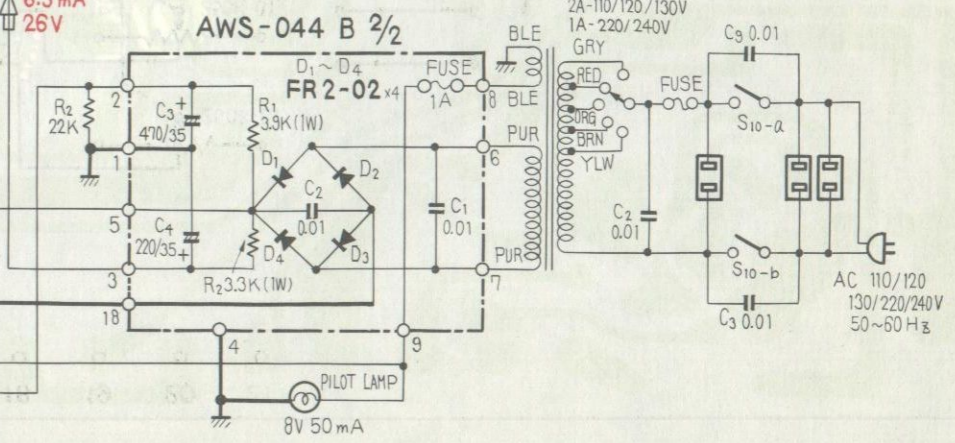 6.5 mA
26V
AWS-044 B 2/2
2A-110/120/130V
1A-220/240V
BLE
GRY
C9 0.01
D1 ~ D4
FR2-02×4
FUSE
1A
8
BLE
RED
ORG
BRN
YLW
FUSE
S10-a
2
R2
22K
C3 +
470/35
R1
3.9K(1W)
PUR
6
1
D1
D2
C2
0.01
C1
0.01
C2
0.01
5
C4
220/35 +
D4
D3
PUR
7
3
R2 3.3K (1W)
S10-b
C3 0.01
AC 110/120
130/220/240V
50~60 Hz
18
4
9
PILOT LAMP
8V 50mA